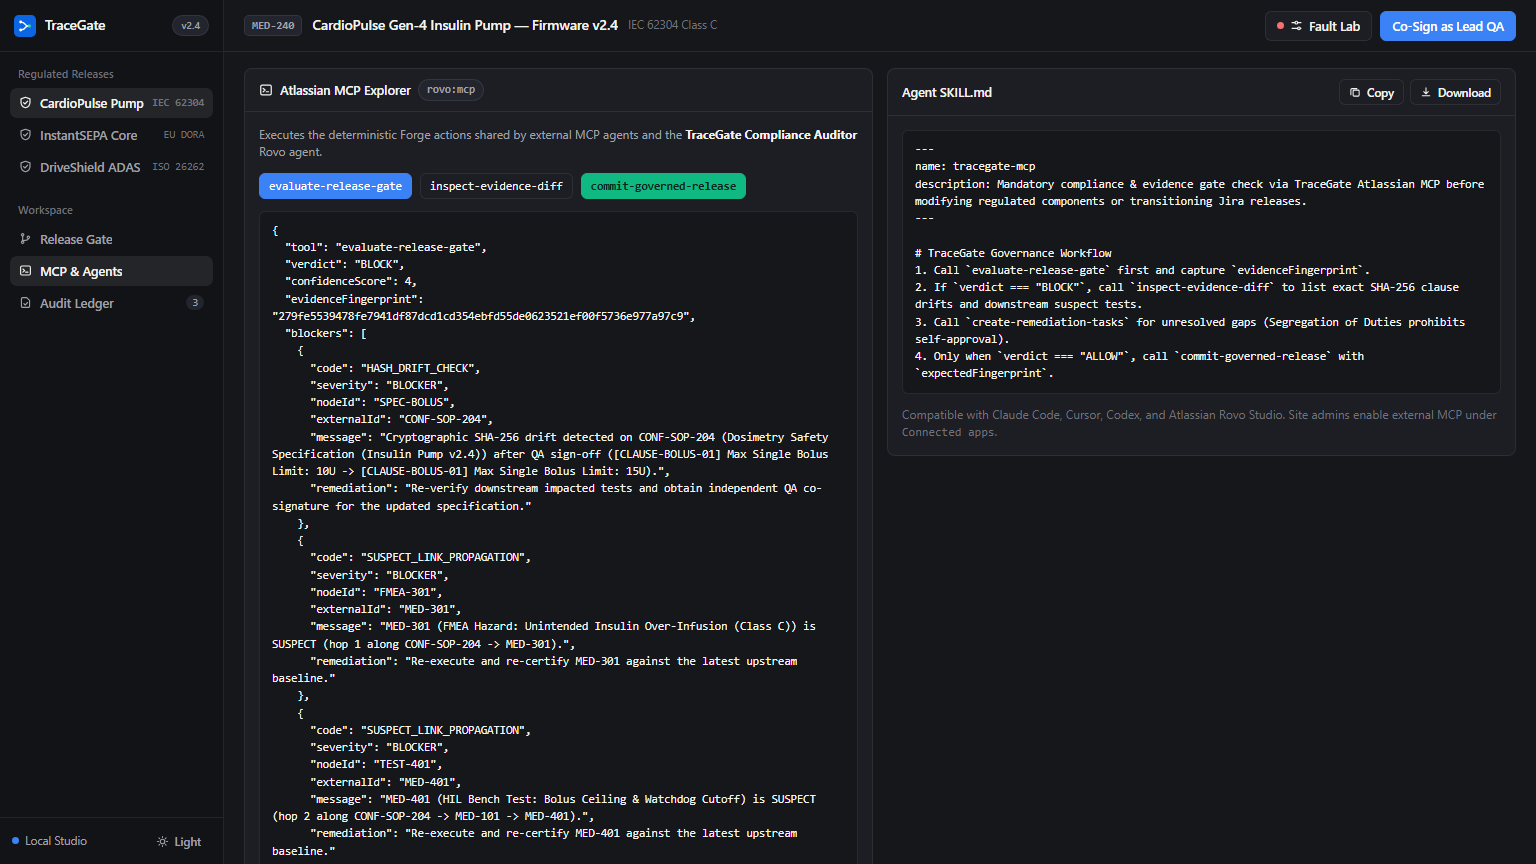 TraceGate
v2.4
Regulated Releases
CardioPulse Pump IEC 62304
InstantSEPA Core EU DORA
DriveShield ADAS ISO 26262
Workspace
Release Gate
MCP & Agents
Audit Ledger 3
Local Studio
Light
MED-240 CardioPulse Gen-4 Insulin Pump — Firmware v2.4 IEC 62304 Class C
Fault Lab
Co-Sign as Lead QA
Atlassian MCP Explorer rovo:mcp
Executes the deterministic Forge actions shared by external MCP agents and the TraceGate Compliance Auditor
Rovo agent.
evaluate-release-gate inspect-evidence-diff commit-governed-release
{
"tool": "evaluate-release-gate",
"verdict": "BLOCK",
"confidenceScore": 4,
"evidenceFingerprint":
"279fe5539478fe7941df87dcd1cd354ebfd55de0623521ef00f5736e977a97c9",
"blockers": [
{
"code": "HASH_DRIFT_CHECK",
"severity": "BLOCKER",
"nodeId": "SPEC-BOLUS",
"externalId": "CONF-SOP-204",
"message": "Cryptographic SHA-256 drift detected on CONF-SOP-204 (Dosimetry Safety
Specification (Insulin Pump v2.4)) after QA sign-off ([CLAUSE-BOLUS-01] Max Single Bolus
Limit: 10U -> [CLAUSE-BOLUS-01] Max Single Bolus Limit: 15U).",
"remediation": "Re-verify downstream impacted tests and obtain independent QA co-
signature for the updated specification."
},
{
"code": "SUSPECT_LINK_PROPAGATION",
"severity": "BLOCKER",
"nodeId": "FMEA-301",
"externalId": "MED-301",
"message": "MED-301 (FMEA Hazard: Unintended Insulin Over-Infusion (Class C)) is
SUSPECT (hop 1 along CONF-SOP-204 -> MED-301).",
"remediation": "Re-execute and re-certify MED-301 against the latest upstream
baseline."
},
{
"code": "SUSPECT_LINK_PROPAGATION",
"severity": "BLOCKER",
"nodeId": "TEST-401",
"externalId": "MED-401",
"message": "MED-401 (HIL Bench Test: Bolus Ceiling & Watchdog Cutoff) is SUSPECT
(hop 2 along CONF-SOP-204 -> MED-101 -> MED-401).",
"remediation": "Re-execute and re-certify MED-401 against the latest upstream
baseline."
Agent SKILL.md
Copy
Download
---
name: tracegate-mcp
description: Mandatory compliance & evidence gate check via TraceGate Atlassian MCP before
modifying regulated components or transitioning Jira releases.
---
# TraceGate Governance Workflow
1. Call `evaluate-release-gate` first and capture `evidenceFingerprint`.
2. If `verdict === "BLOCK"`, call `inspect-evidence-diff` to list exact SHA-256 clause
drifts and downstream suspect tests.
3. Call `create-remediation-tasks` for unresolved gaps (Segregation of Duties prohibits
self-approval).
4. Only when `verdict === "ALLOW"`, call `commit-governed-release` with
`expectedFingerprint`.
Compatible with Claude Code, Cursor, Codex, and Atlassian Rovo Studio. Site admins enable external MCP under
Connected apps.